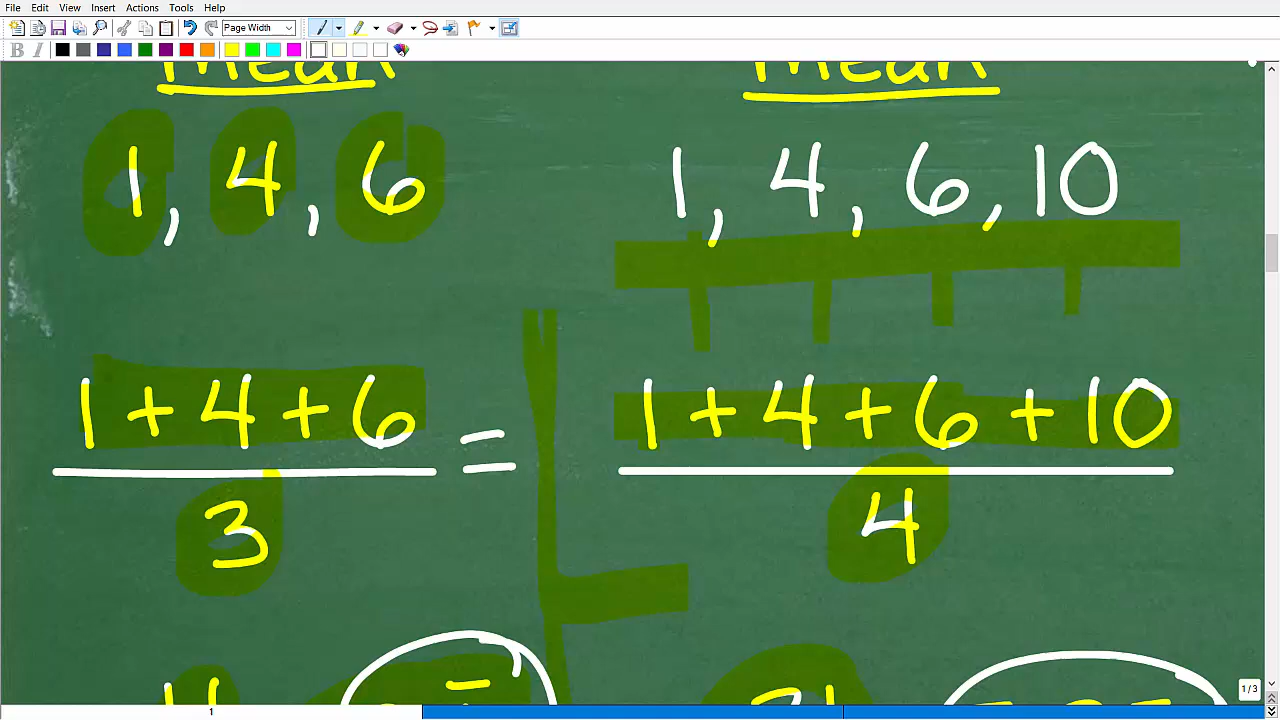 File Edit View Insert Actions Tools Help
Page Width
B I
mean mean
1, 4, 6 1, 4, 6, 10
1 + 4 + 6 = 1 + 4 + 6 + 10
3 4
1/3
1